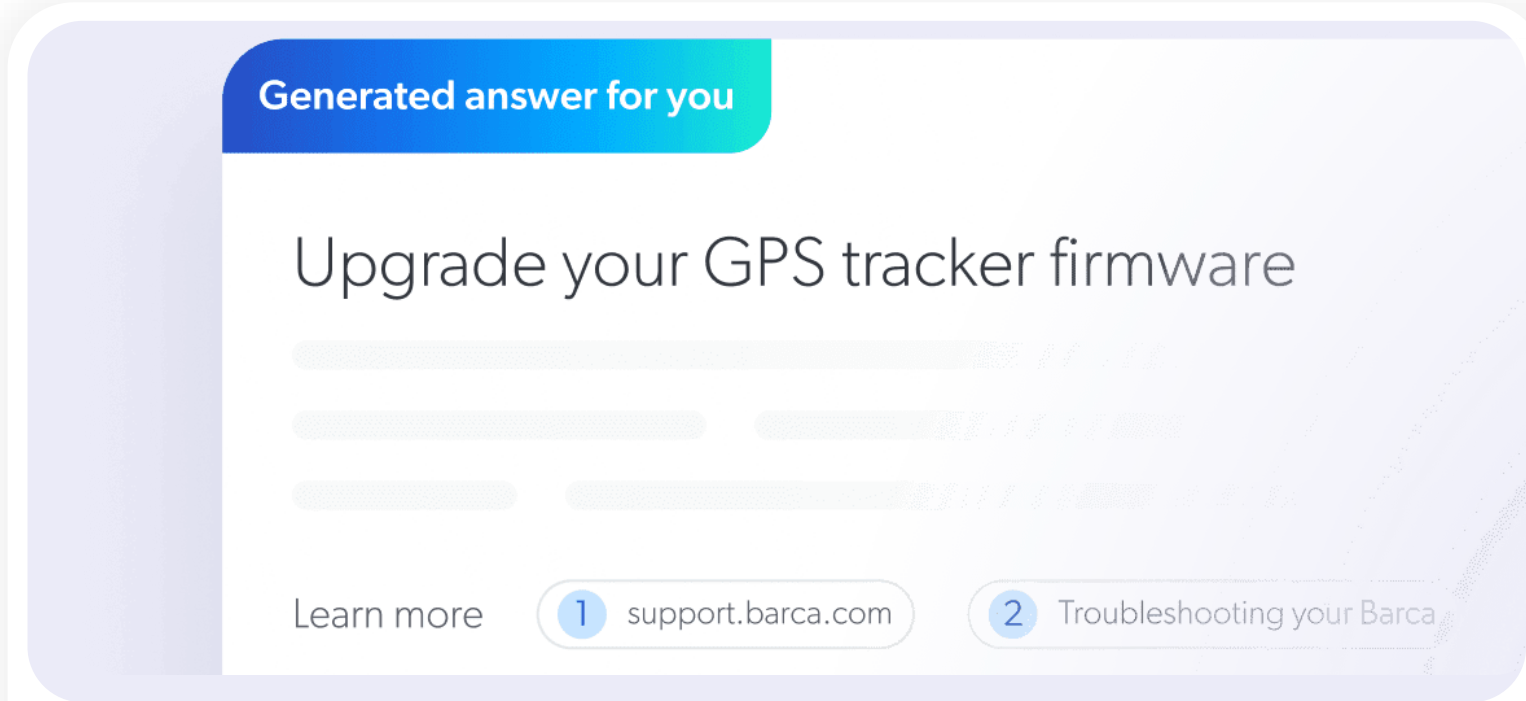 Generated answer for you
Upgrade your GPS tracker firmware
Learn more 1 support.barca.com 2 Troubleshooting your Barca